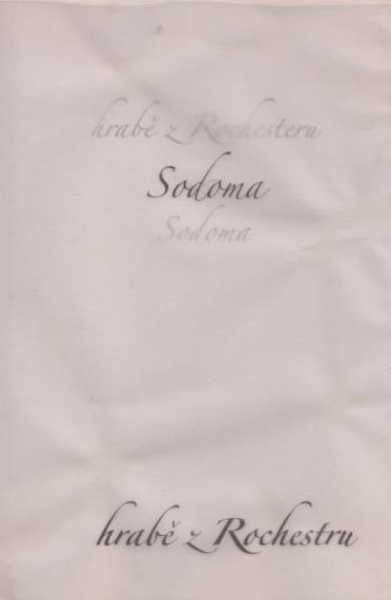 hrabě z Rochesteru
Sodoma
Sodoma
hrabě z Rochestru